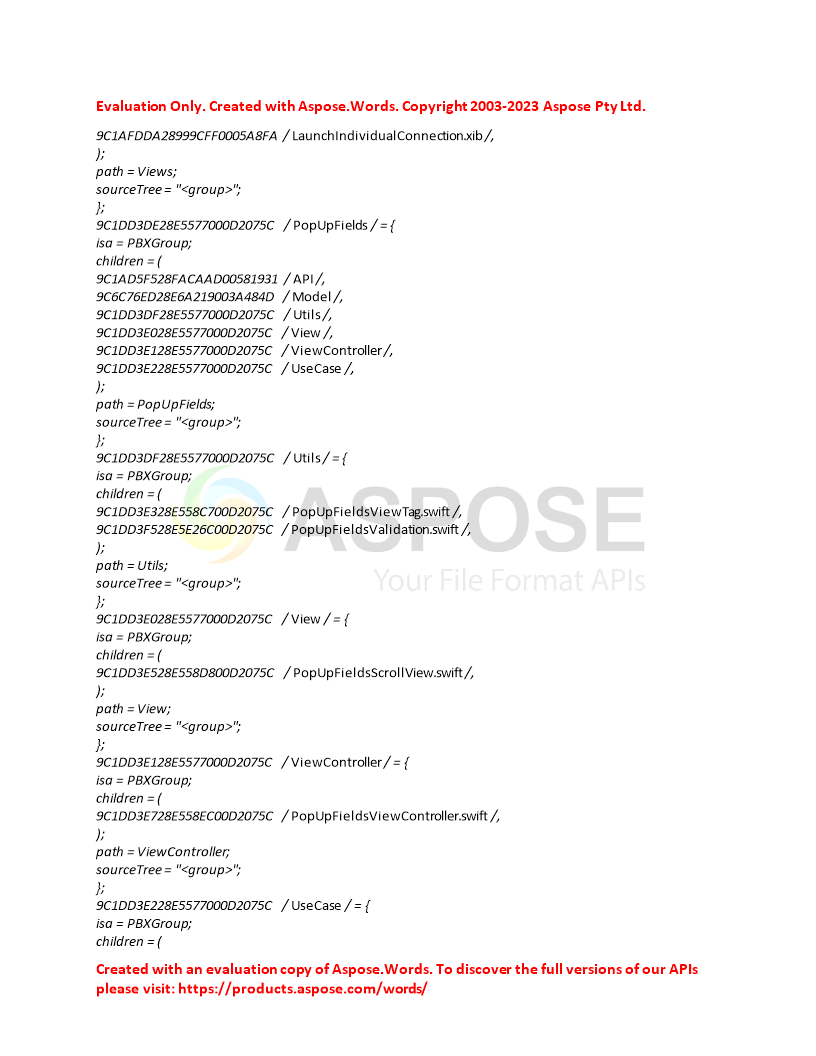 Evaluation Only. Created with Aspose.Words. Copyright 2003-2023 Aspose Pty Ltd.
9C1AFDDA28999CFF0005A8FA / LaunchIndividualConnection.xib /,
);
path = Views;
sourceTree = "<group>";
};
9C1DD3DE28E5577000D2075C / PopUpFields / = {
isa = PBXGroup;
children = (
9C1AD5F528FACAAD00581931 / API /,
9C6C76ED28E6A219003A484D / Model /,
9C1DD3DF28E5577000D2075C / Utils /,
9C1DD3E028E5577000D2075C / View /,
9C1DD3E128E5577000D2075C / ViewController /,
9C1DD3E228E5577000D2075C / UseCase /,
);
path = PopUpFields;
sourceTree = "<group>";
};
9C1DD3DF28E5577000D2075C / Utils / = {
isa = PBXGroup;
children = (
9C1DD3E328E558C700D2075C / PopUpFieldsViewTag.swift /,
9C1DD3F528E5E26C00D2075C / PopUpFieldsValidation.swift /,
);
path = Utils;
sourceTree = "<group>";
};
9C1DD3E028E5577000D2075C / View / = {
isa = PBXGroup;
children = (
9C1DD3E528E558D800D2075C / PopUpFieldsScrollView.swift /,
);
path = View;
sourceTree = "<group>";
};
9C1DD3E128E5577000D2075C / ViewController / = {
isa = PBXGroup;
children = (
9C1DD3E728E558EC00D2075C / PopUpFieldsViewController.swift /,
);
path = ViewController;
sourceTree = "<group>";
};
9C1DD3E228E5577000D2075C / UseCase / = {
isa = PBXGroup;
children = (
ASPOSE
Your File Format APIs
Created with an evaluation copy of Aspose.Words. To discover the full versions of our APIs
please visit: https://products.aspose.com/words/